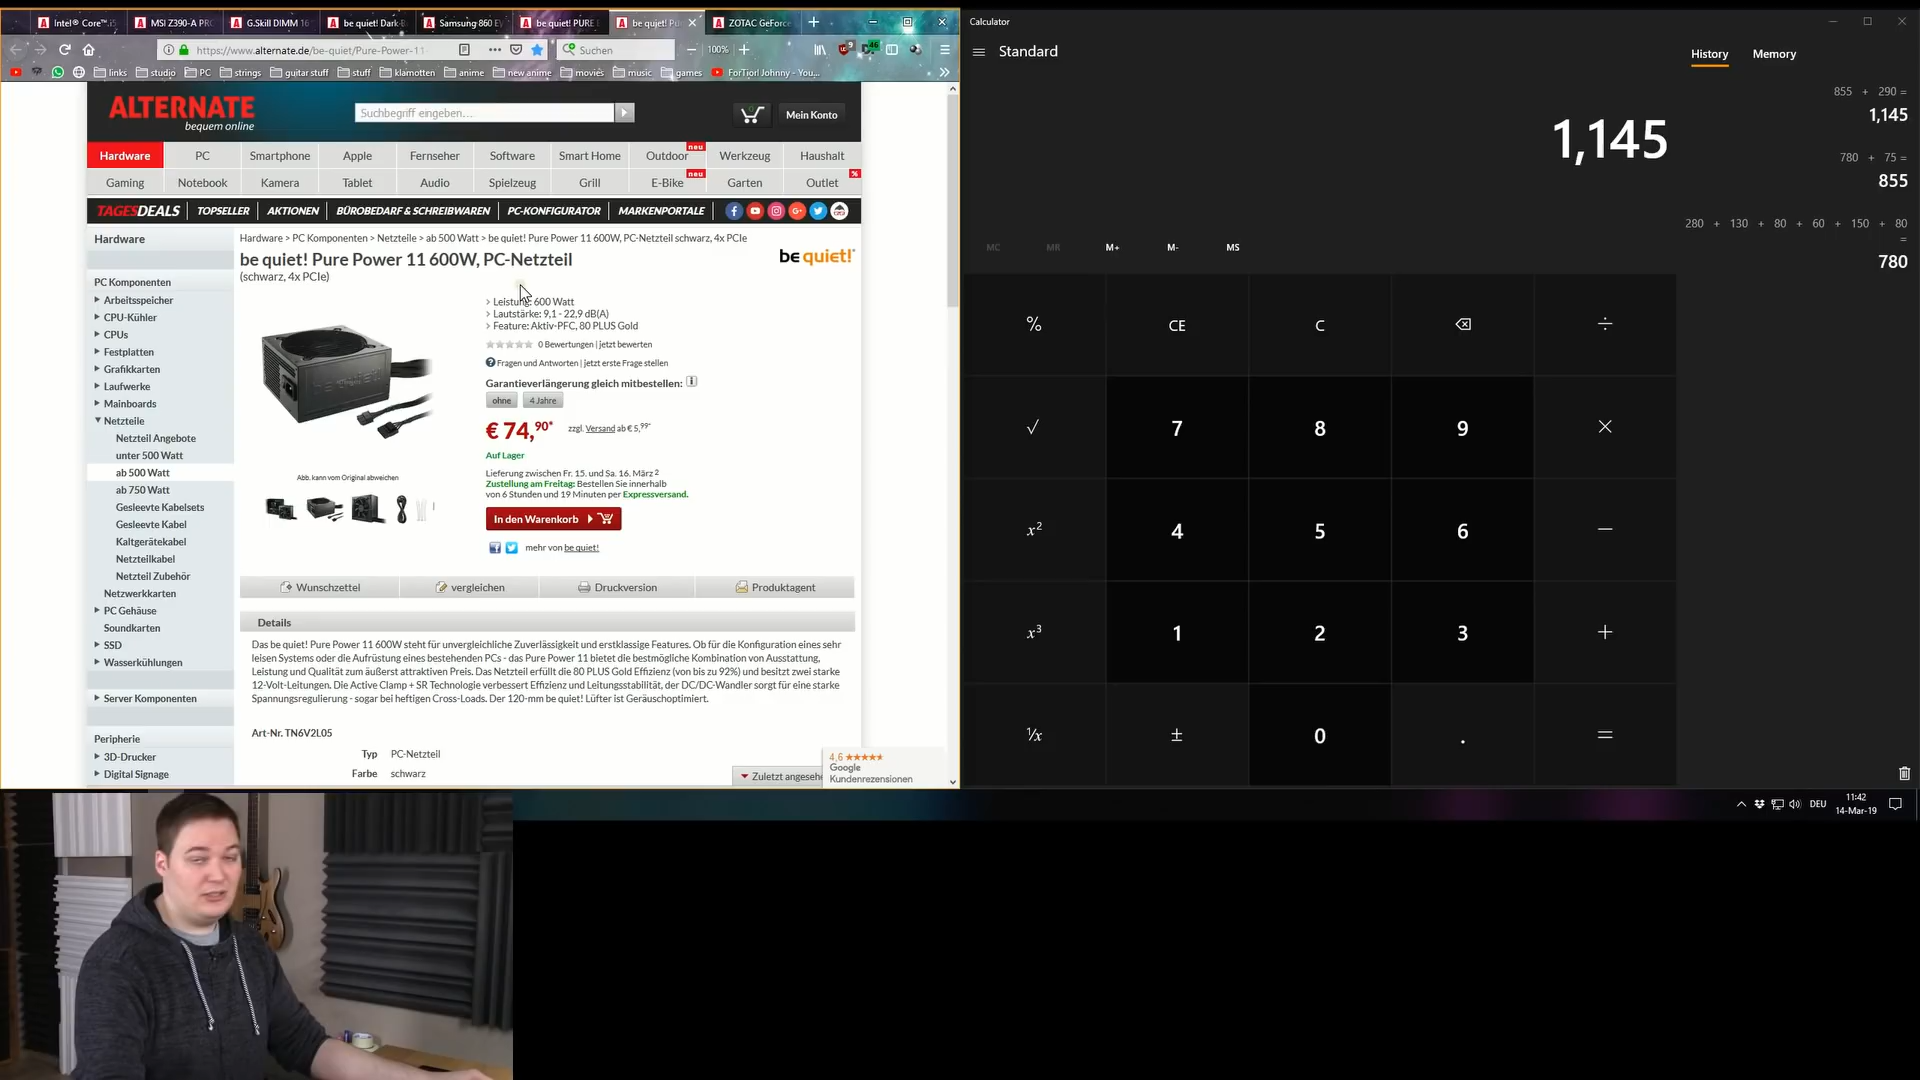 Intel® Core™ i5
MSI Z390-A PRO
G.Skill DIMM 16
be quiet! Dark
Samsung 860 E
be quiet! PURE
be quiet! Pu
ZOTAC GeForc
https://www.alternate.de/be-quiet/Pure-Power-11-
100%
Suchen
links
studio
PC
strings
guitar stuff
stuff
klamotten
anime
new anime
movies
music
games
ForTiorI Johnny - You...
ALTERNATE
bequem online
Suchbegriff eingeben...
Mein Konto
Hardware PC Smartphone Apple Fernseher Software Smart Home Outdoor neu Werkzeug Haushalt
Gaming Notebook Kamera Tablet Audio Spielzeug Grill E-Bike neu Garten Outlet %
TAGESDEALS TOPSELLER AKTIONEN BÜROBEDARF & SCHREIBWAREN PC-KONFIGURATOR MARKENPORTALE
Hardware
PC Komponenten
Arbeitsspeicher
CPU-Kühler
CPUs
Festplatten
Grafikkarten
Laufwerke
Mainboards
Netzteile
Netzteil Angebote
unter 500 Watt
ab 500 Watt
ab 750 Watt
Gesleevte Kabelsets
Gesleevte Kabel
Kaltgerätekabel
Netzteilkabel
Netzteil Zubehör
Netzwerkkarten
PC Gehäuse
Soundkarten
SSD
Wasserkühlungen
Server Komponenten
Peripherie
3D-Drucker
Digital Signage
Hardware > PC Komponenten > Netzteile > ab 500 Watt > be quiet! Pure Power 11 600W, PC-Netzteil schwarz, 4x PCIe
be quiet! Pure Power 11 600W, PC-Netzteil
(schwarz, 4x PCIe)
be quiet!
> Leistung: 600 Watt
> Lautstärke: 9,1 - 22,9 dB(A)
> Feature: Aktiv-PFC, 80 PLUS Gold
0 Bewertungen | jetzt bewerten
Fragen und Antworten | jetzt erste Frage stellen
Garantieverlängerung gleich mitbestellen:
ohne
4 Jahre
€ 74,90*
zzgl. Versand ab € 5,99*
Auf Lager
Lieferung zwischen Fr. 15. und Sa. 16. März 2
Zustellung am Freitag: Bestellen Sie innerhalb
von 6 Stunden und 19 Minuten per Expressversand.
In den Warenkorb
mehr von be quiet!
Abb. kann vom Original abweichen
Wunschzettel
vergleichen
Druckversion
Produktagent
Details
Das be quiet! Pure Power 11 600W steht für unvergleichliche Zuverlässigkeit und erstklassige Features. Ob für die Konfiguration eines sehr
leisen Systems oder die Aufrüstung eines bestehenden PCs - das Pure Power 11 bietet die bestmögliche Kombination von Ausstattung,
Leistung und Qualität zum äußerst attraktiven Preis. Das Netzteil erfüllt die 80 PLUS Gold Effizienz (von bis zu 92%) und besitzt zwei starke
12-Volt-Leitungen. Die Active Clamp + SR Technologie verbessert Effizienz und Leitungsstabilität, der DC/DC-Wandler sorgt für eine starke
Spannungsregulierung - sogar bei heftigen Cross-Loads. Der 120-mm be quiet! Lüfter ist Geräuschoptimiert.
Art-Nr. TN6V2L05
Typ PC-Netzteil
Farbe schwarz
Zuletzt angesehe
4,6
Google
Kundenrezensionen
Calculator
Standard
1,145
MC MR M+ M- MS
% CE C ÷
√ 7 8 9 ×
x² 4 5 6 −
x³ 1 2 3 +
¹/x ± 0 . =
History Memory
855 + 290 =
1,145
780 + 75 =
855
280 + 130 + 80 + 60 + 150 + 80
=
780
DEU
11:42
14-Mar-19